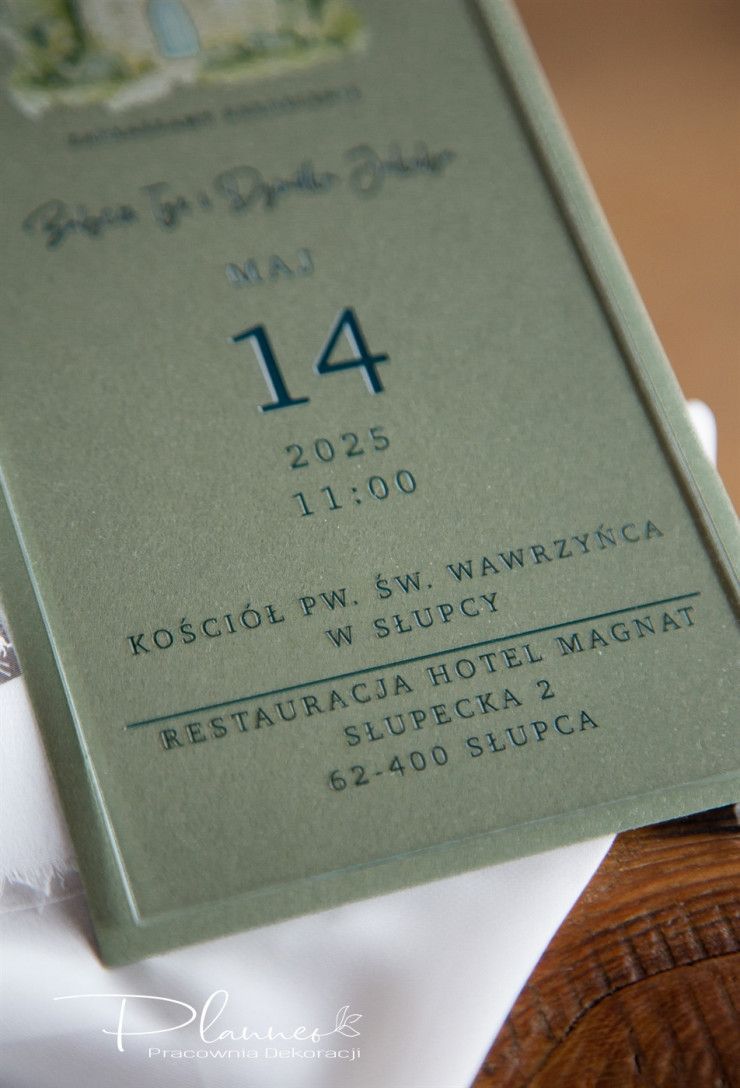 MAJ
14
2025
11:00
KOŚCIÓŁ PW. ŚW. WAWRZYŃCA
W SŁUPCY
RESTAURACJA HOTEL MAGNAT
SŁUPECKA 2
62-400 SŁUPCA
Planner
Pracownia Dekoracji